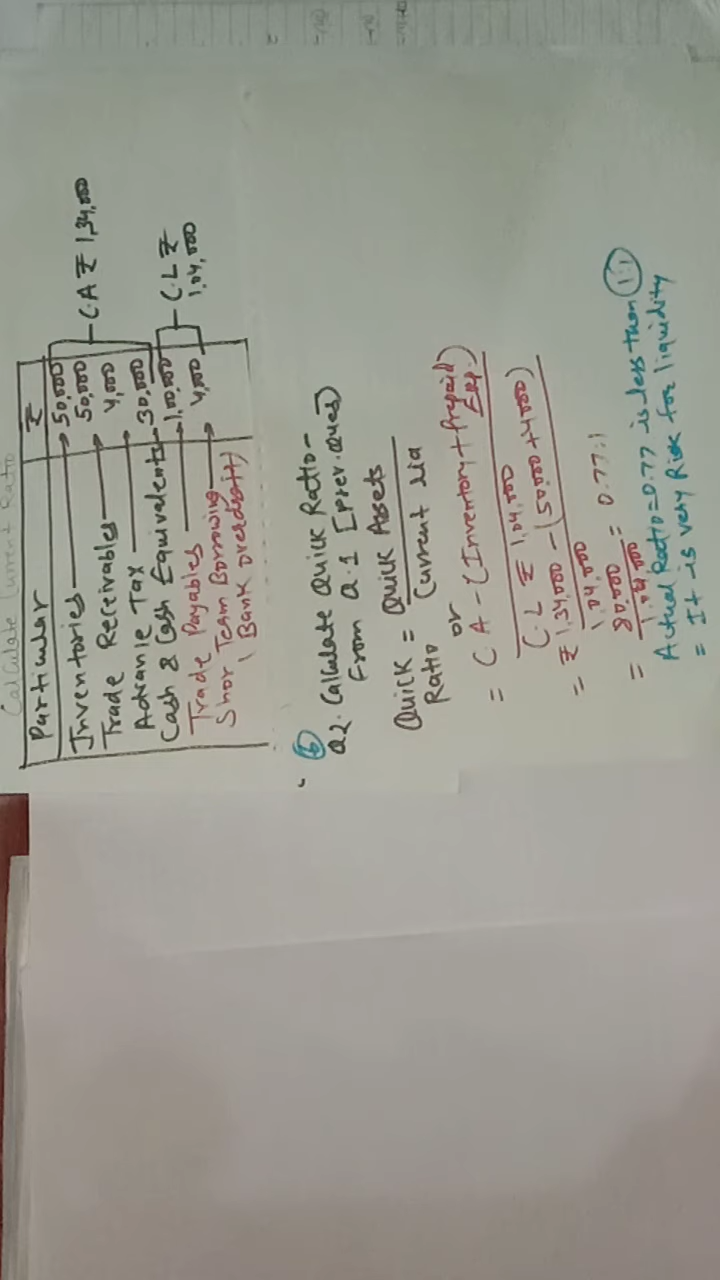 Calculate Current Ratio
Particular ₹
Inventories 50,000
Trade Receivables 50,000
Advance Tax 4,000
Cash & Cash Equivalents 30,000
Trade Payables 1,00,000
Shor Team Borrowing 4,000
(Bank overdraft)
C.A ₹ 1,34,000
C.L ₹
1,04,000
(b)
Q2. Calculate Quick Ratio-
From Q.1 [Prev. Ques]
Quick Ratio = Quick Assets
Current Lia
or
= C.A - (Inventory + Prepaid Exp.)
C.L ₹ 1,04,000
= ₹ 1,34,000 - (50,000 + 4000)
1,04,000
= 80,000 = 0.77:1
1,04,000
Actual Ratio = 0.77 is less than 1:1
= It is very Risk for liquidity